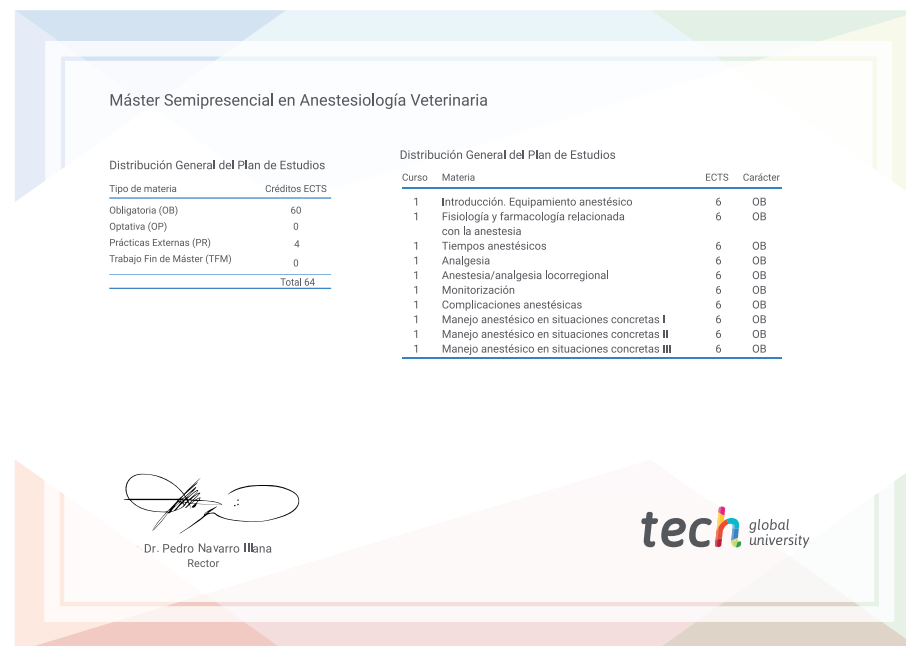 Máster Semipresencial en Anestesiología Veterinaria
Distribución General del Plan de Estudios
Tipo de materia Créditos ECTS
Obligatoria (OB) 60
Optativa (OP) 0
Prácticas Externas (PR) 4
Trabajo Fin de Máster (TFM) 0
Total 64
Distribución General del Plan de Estudios
Curso Materia ECTS Carácter
1 Introducción. Equipamiento anestésico 6 OB
1 Fisiología y farmacología relacionada 6 OB
con la anestesia
1 Tiempos anestésicos 6 OB
1 Analgesia 6 OB
1 Anestesia/analgesia locorregional 6 OB
1 Monitorización 6 OB
1 Complicaciones anestésicas 6 OB
1 Manejo anestésico en situaciones concretas I 6 OB
1 Manejo anestésico en situaciones concretas II 6 OB
1 Manejo anestésico en situaciones concretas III 6 OB
Dr. Pedro Navarro Illana
Rector
tech global
university